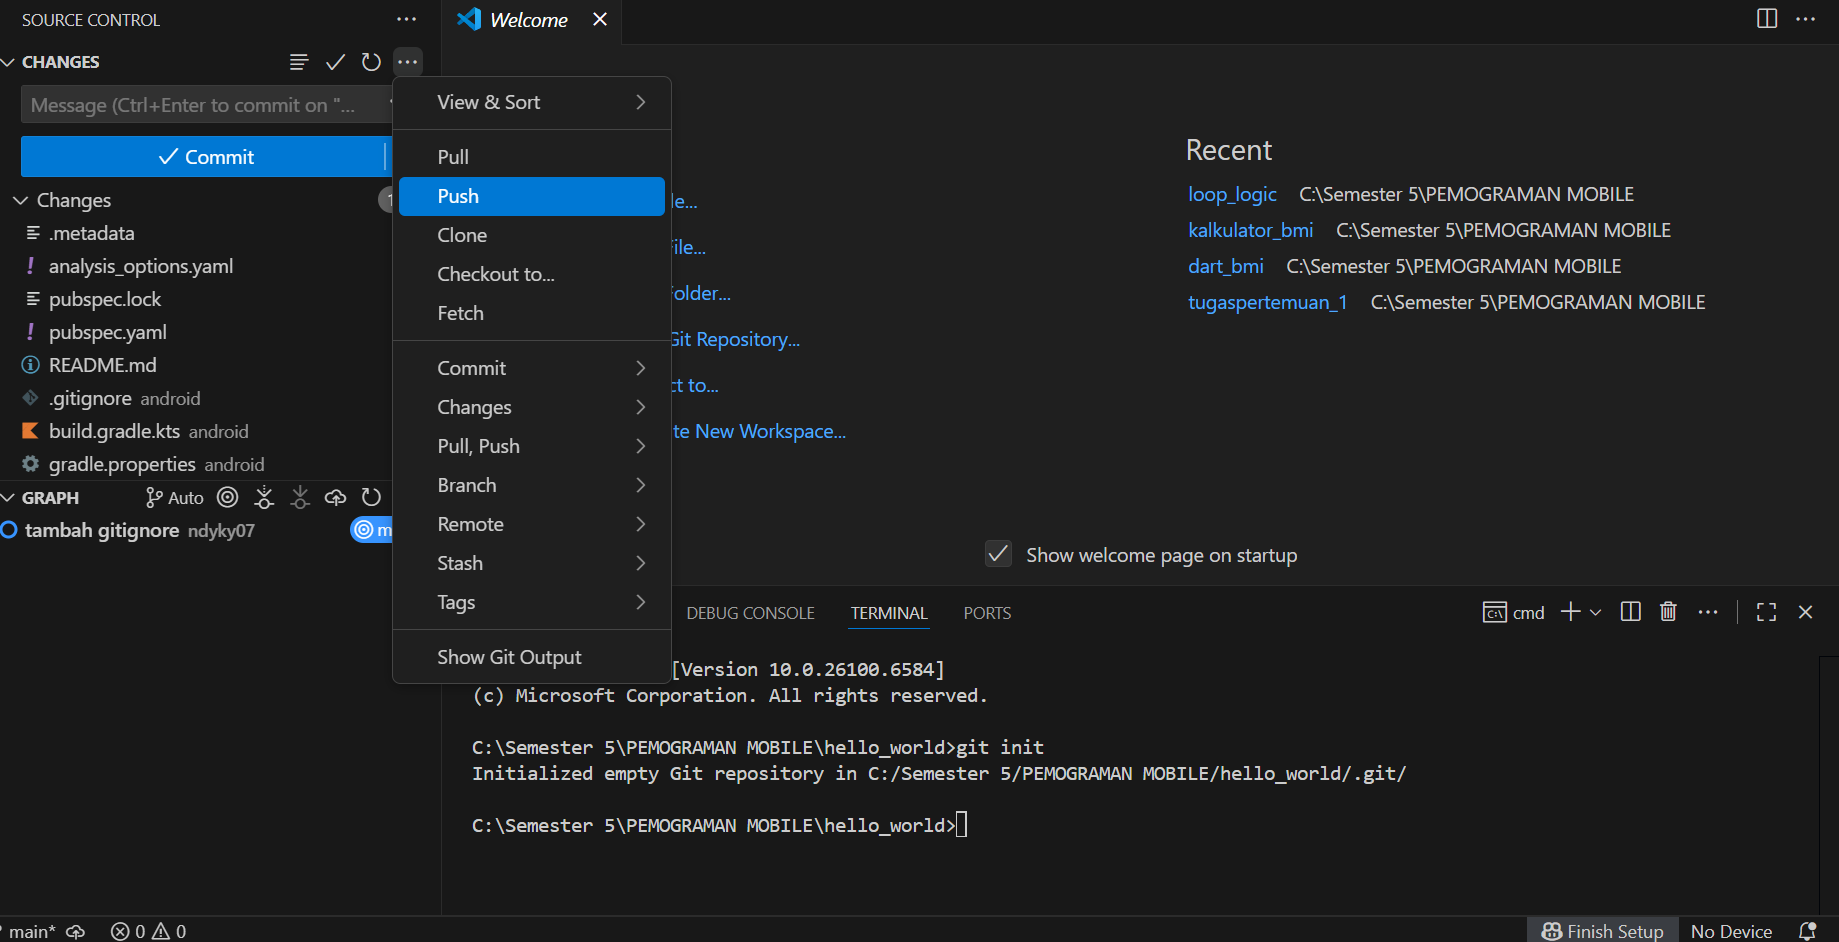 SOURCE CONTROL
Welcome
CHANGES
Message (Ctrl+Enter to commit on "...
Commit
Changes
.metadata
analysis_options.yaml
pubspec.lock
pubspec.yaml
README.md
.gitignore android
build.gradle.kts android
gradle.properties android
GRAPH Auto
tambah gitignore ndyky07
View & Sort
Pull
Push
Clone
Checkout to...
Fetch
Commit
Changes
Pull, Push
Branch
Remote
Stash
Tags
Show Git Output
Git Repository...
te New Workspace...
Recent
loop_logic C:\Semester 5\PEMOGRAMAN MOBILE
kalkulator_bmi C:\Semester 5\PEMOGRAMAN MOBILE
dart_bmi C:\Semester 5\PEMOGRAMAN MOBILE
tugaspertemuan_1 C:\Semester 5\PEMOGRAMAN MOBILE
Show welcome page on startup
DEBUG CONSOLE TERMINAL PORTS
cmd
[Version 10.0.26100.6584]
(c) Microsoft Corporation. All rights reserved.
C:\Semester 5\PEMOGRAMAN MOBILE\hello_world>git init
Initialized empty Git repository in C:/Semester 5/PEMOGRAMAN MOBILE/hello_world/.git/
C:\Semester 5\PEMOGRAMAN MOBILE\hello_world>
main* 0 0
Finish Setup No Device